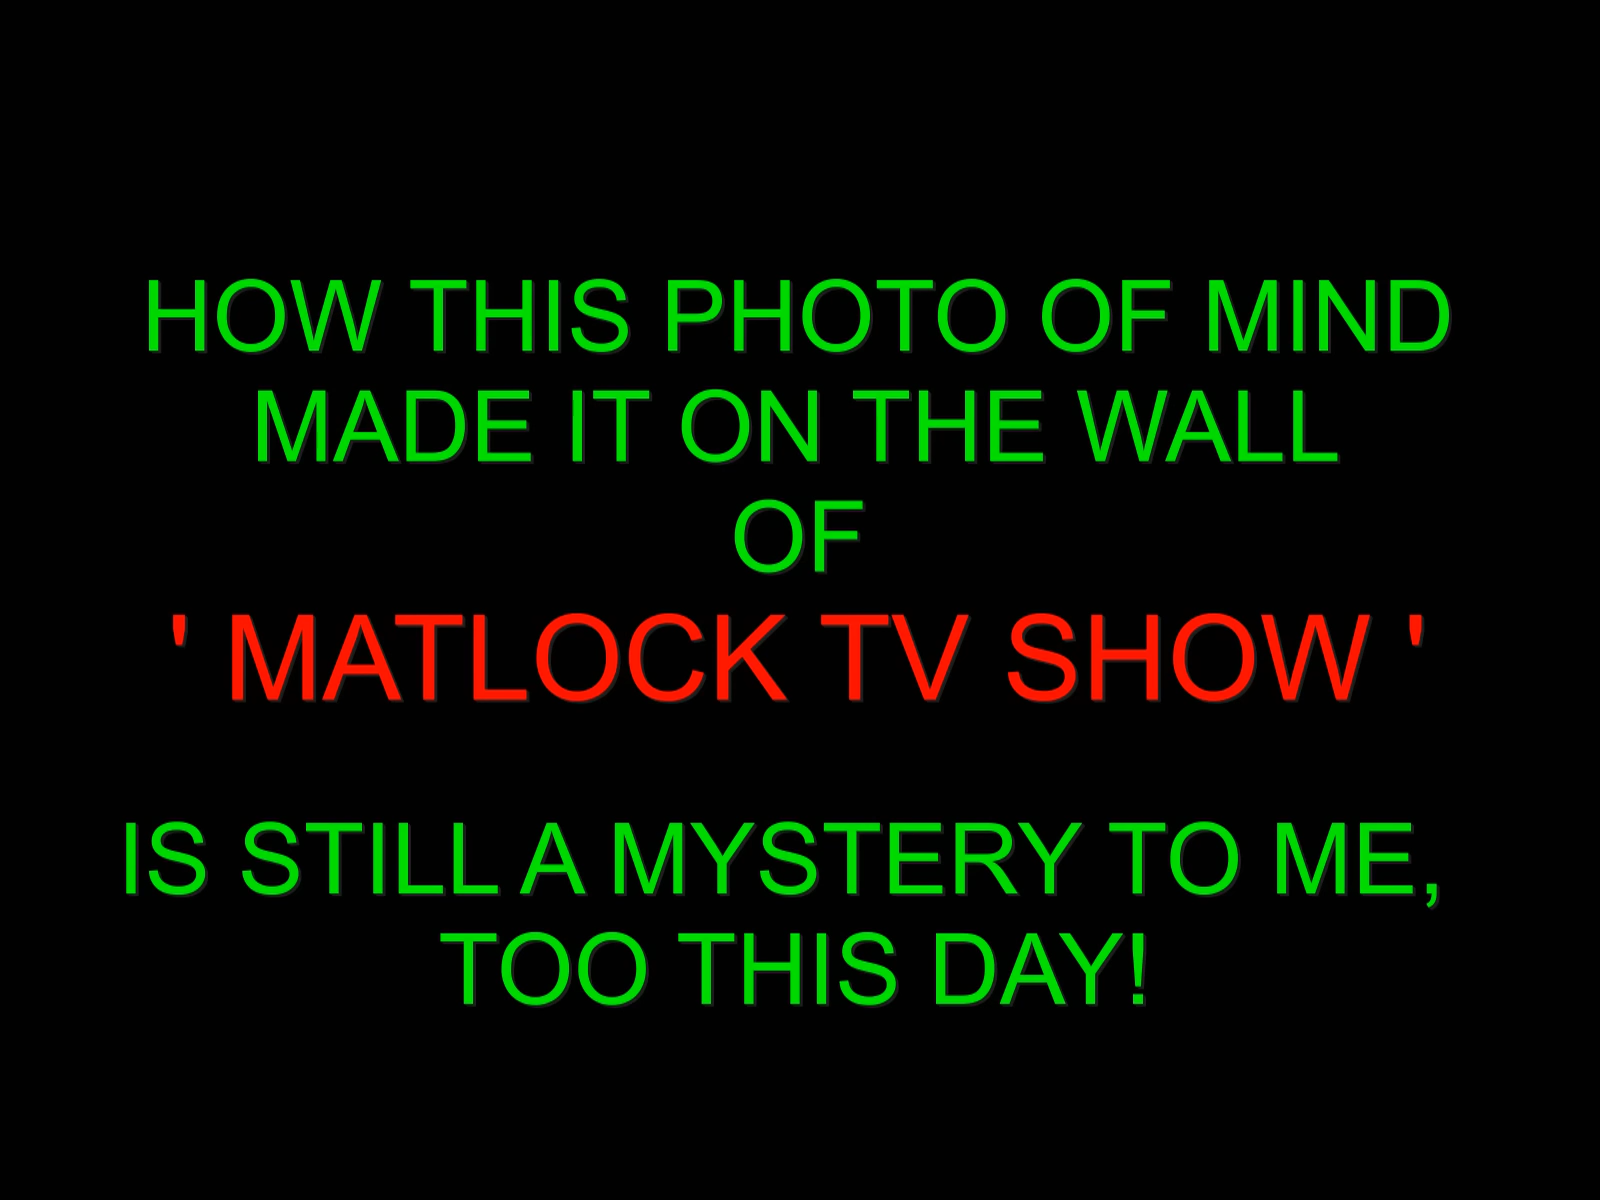 HOW THIS PHOTO OF MIND
MADE IT ON THE WALL
OF
' MATLOCK TV SHOW '
IS STILL A MYSTERY TO ME,
TOO THIS DAY!